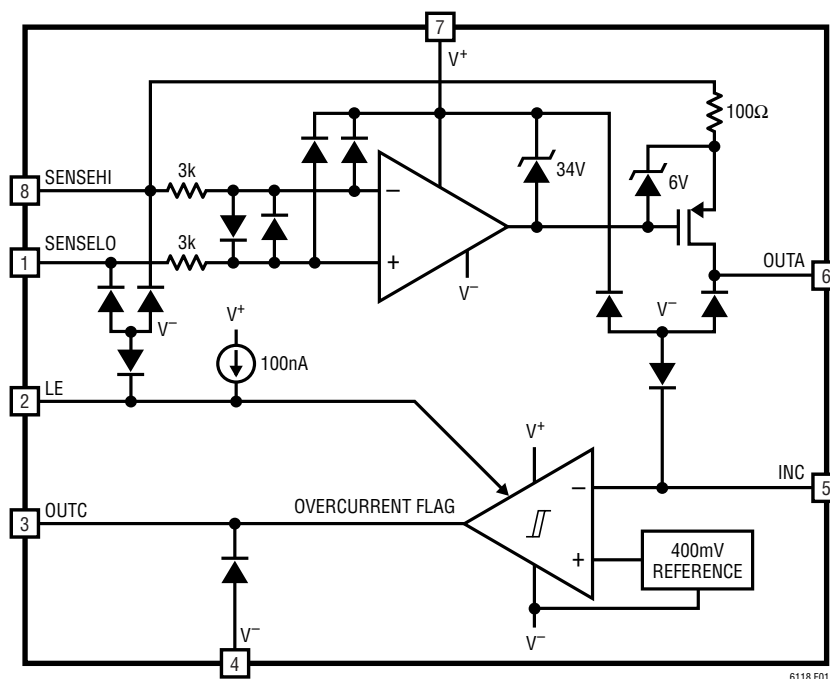 7
V+
100Ω
3k
34V
6V
8 SENSEHI
−
3k
1 SENSELO
+
OUTA 6
V−
V−
V−
V+
100nA
2 LE
V+
INC 5
−
3 OUTC
OVERCURRENT FLAG
400mV
REFERENCE
+
V−
V−
4
6118 F01